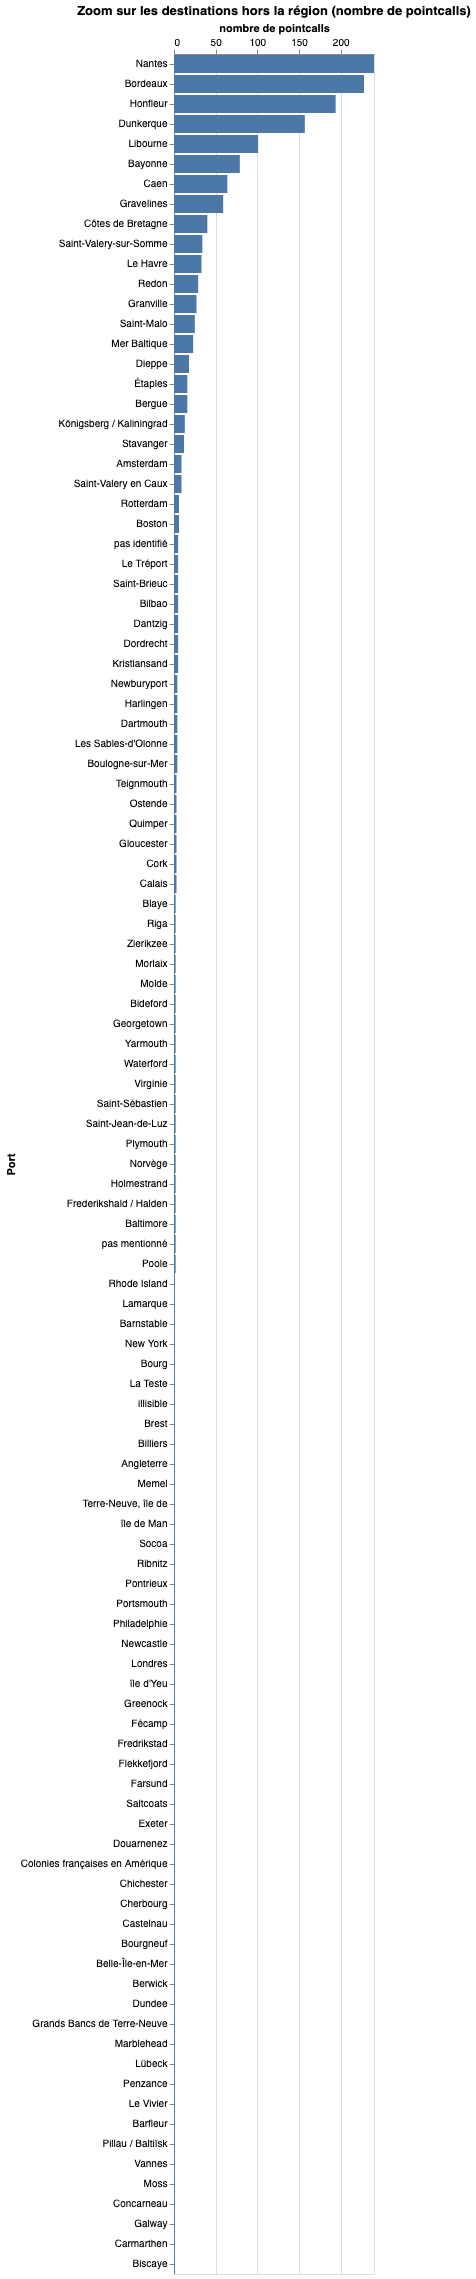 Zoom sur les destinations hors la région (nombre de pointcalls)
nombre de pointcalls
0 50 100 150 200
Port
Nantes
Bordeaux
Honfleur
Dunkerque
Libourne
Bayonne
Caen
Gravelines
Côtes de Bretagne
Saint-Valery-sur-Somme
Le Havre
Redon
Granville
Saint-Malo
Mer Baltique
Dieppe
Étaples
Bergue
Königsberg / Kaliningrad
Stavanger
Amsterdam
Saint-Valery en Caux
Rotterdam
Boston
pas identifié
Le Tréport
Saint-Brieuc
Bilbao
Dantzig
Dordrecht
Kristiansand
Newburyport
Harlingen
Dartmouth
Les Sables-d'Olonne
Boulogne-sur-Mer
Teignmouth
Ostende
Quimper
Gloucester
Cork
Calais
Blaye
Riga
Zierikzee
Morlaix
Molde
Bideford
Georgetown
Yarmouth
Waterford
Virginie
Saint-Sébastien
Saint-Jean-de-Luz
Plymouth
Norvège
Holmestrand
Frederikshald / Halden
Baltimore
pas mentionné
Poole
Rhode Island
Lamarque
Barnstable
New York
Bourg
La Teste
illisible
Brest
Billiers
Angleterre
Memel
Terre-Neuve, île de
île de Man
Socoa
Ribnitz
Pontrieux
Portsmouth
Philadelphie
Newcastle
Londres
île d'Yeu
Greenock
Fécamp
Fredrikstad
Flekkefjord
Farsund
Saltcoats
Exeter
Douarnenez
Colonies françaises en Amérique
Chichester
Cherbourg
Castelnau
Bourgneuf
Belle-Île-en-Mer
Berwick
Dundee
Grands Bancs de Terre-Neuve
Marblehead
Lübeck
Penzance
Le Vivier
Barfleur
Pillau / Baltiïsk
Vannes
Moss
Concarneau
Galway
Carmarthen
Biscaye